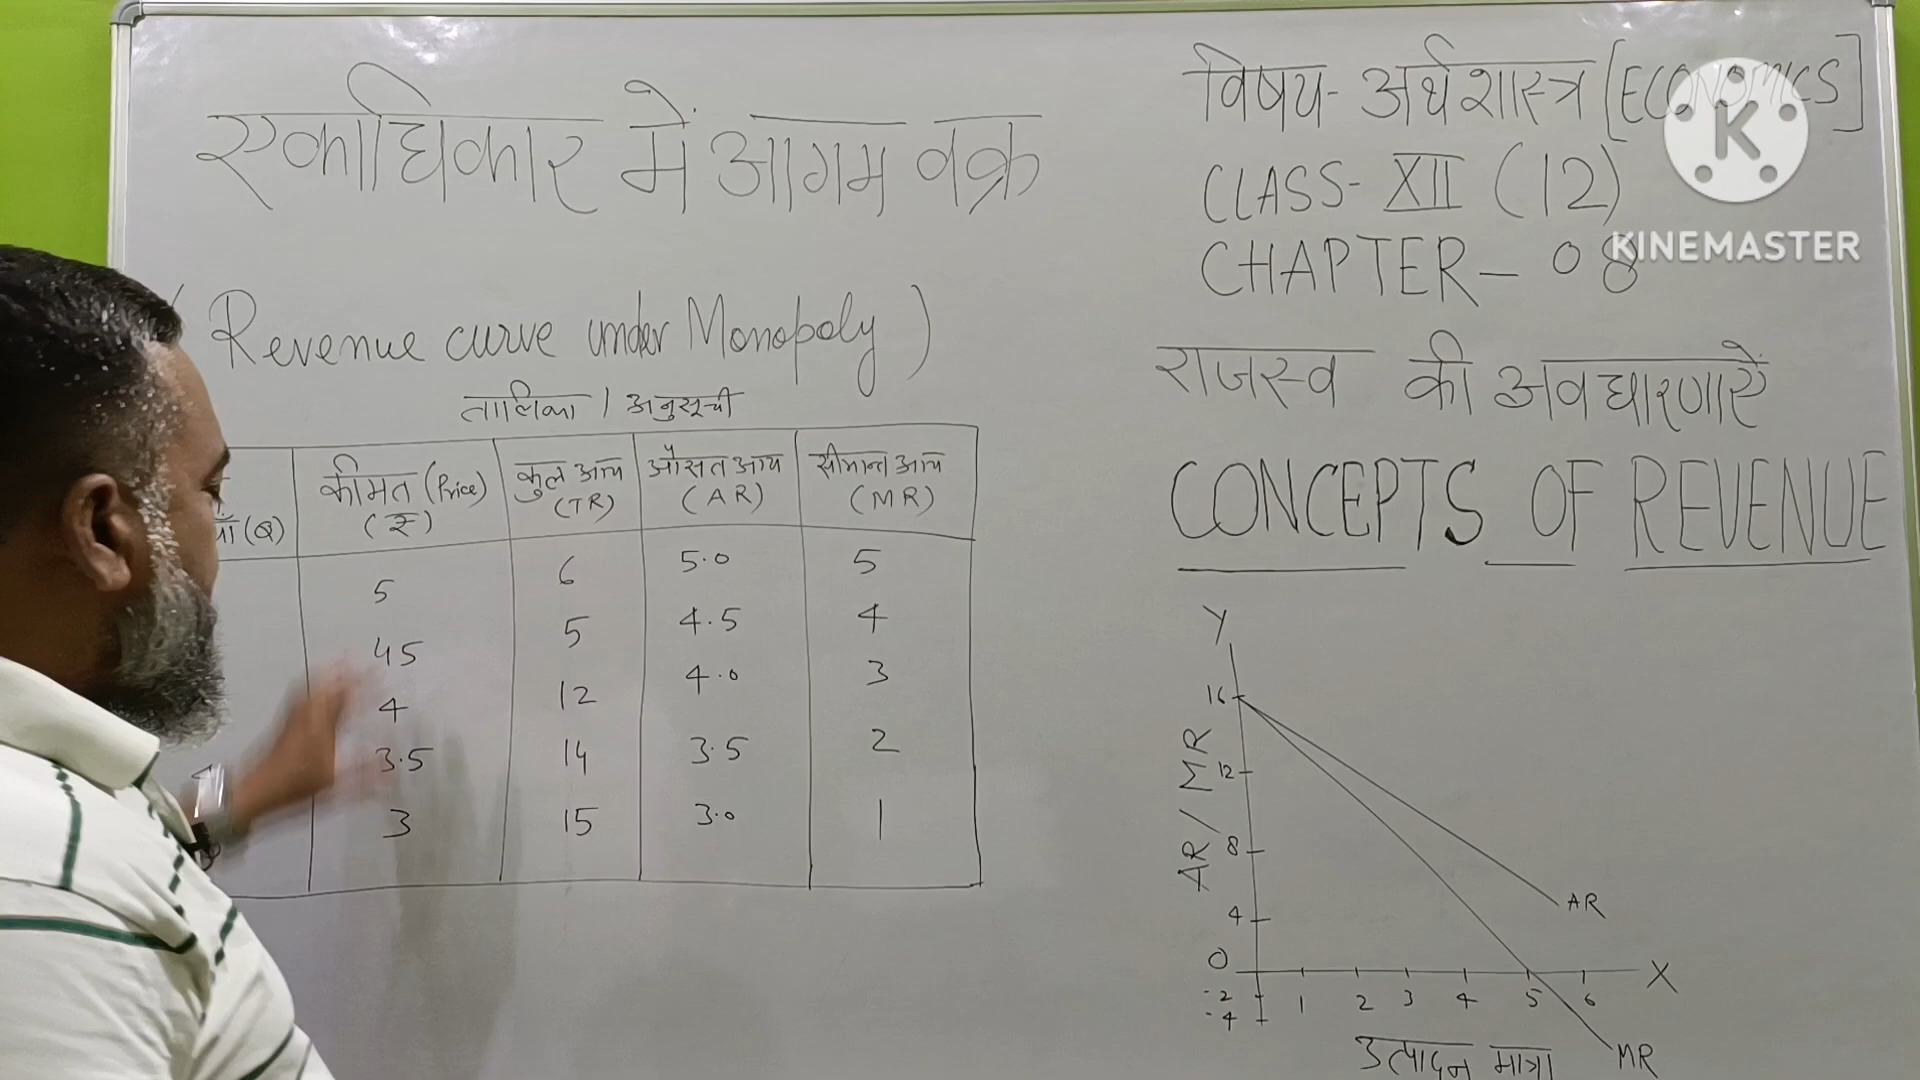 एकाधिकार में आगम वक्र
( Revenue curve under Monopoly )
तालिका / अनुसूची
(Q) कीमत (Price) (₹) कुल आय (TR) औसत आय (AR) सीमान्त आय (MR)
5 6 5.0 5
45 5 4.5 4
4 12 4.0 3
3.5 14 3.5 2
3 15 3.0 1
विषय - अर्थशास्त्र [ECONOMICS]
CLASS - XII (12)
CHAPTER - 08
KINEMASTER
राजस्व की अवधारणाएें
CONCEPTS OF REVENUE
Y
16
12
8
4
0
-2
-4
AR / MR
AR
MR
1 2 3 4 5 6
X
उत्पादन मात्रा